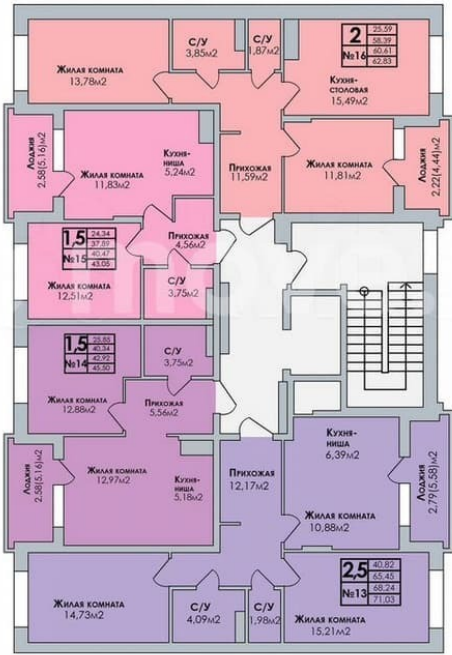 С/У
3,85м2
1,87м2
С/У
2
№16
25.59
58.39
60.61
62.83
Жилая комната
13,78м2
Кухня-
столовая
15,49м2
Лоджия
2.58(5.16)м2
Жилая комната
11,83м2
Кухня-
ниша
5,24м2
Прихожая
11,59м2
Жилая комната
11,81м2
Лоджия
2.22(4.44)м2
1,5
№15
24.34
37.89
40.47
43.05
12,51м2
Прихожая
4,56м2
С/У
3,75м2
1,5
№14
25.85
40.34
42.92
45.50
Жилая комната
12,88м2
С/У
3,75м2
Прихожая
5,56м2
Лоджия
2.58(5.16)м2
Жилая комната
12,97м2
Кухня-
ниша
5,18м2
Прихожая
12,17м2
Кухня-
ниша
6,39м2
Жилая комната
10,88м2
Лоджия
2.79(5.58)м2
Жилая комната
14,73м2
С/У
4,09м2
С/У
1,98м2
2,5
№13
40.82
65.45
68.24
71.03
Жилая комната
15,21м2